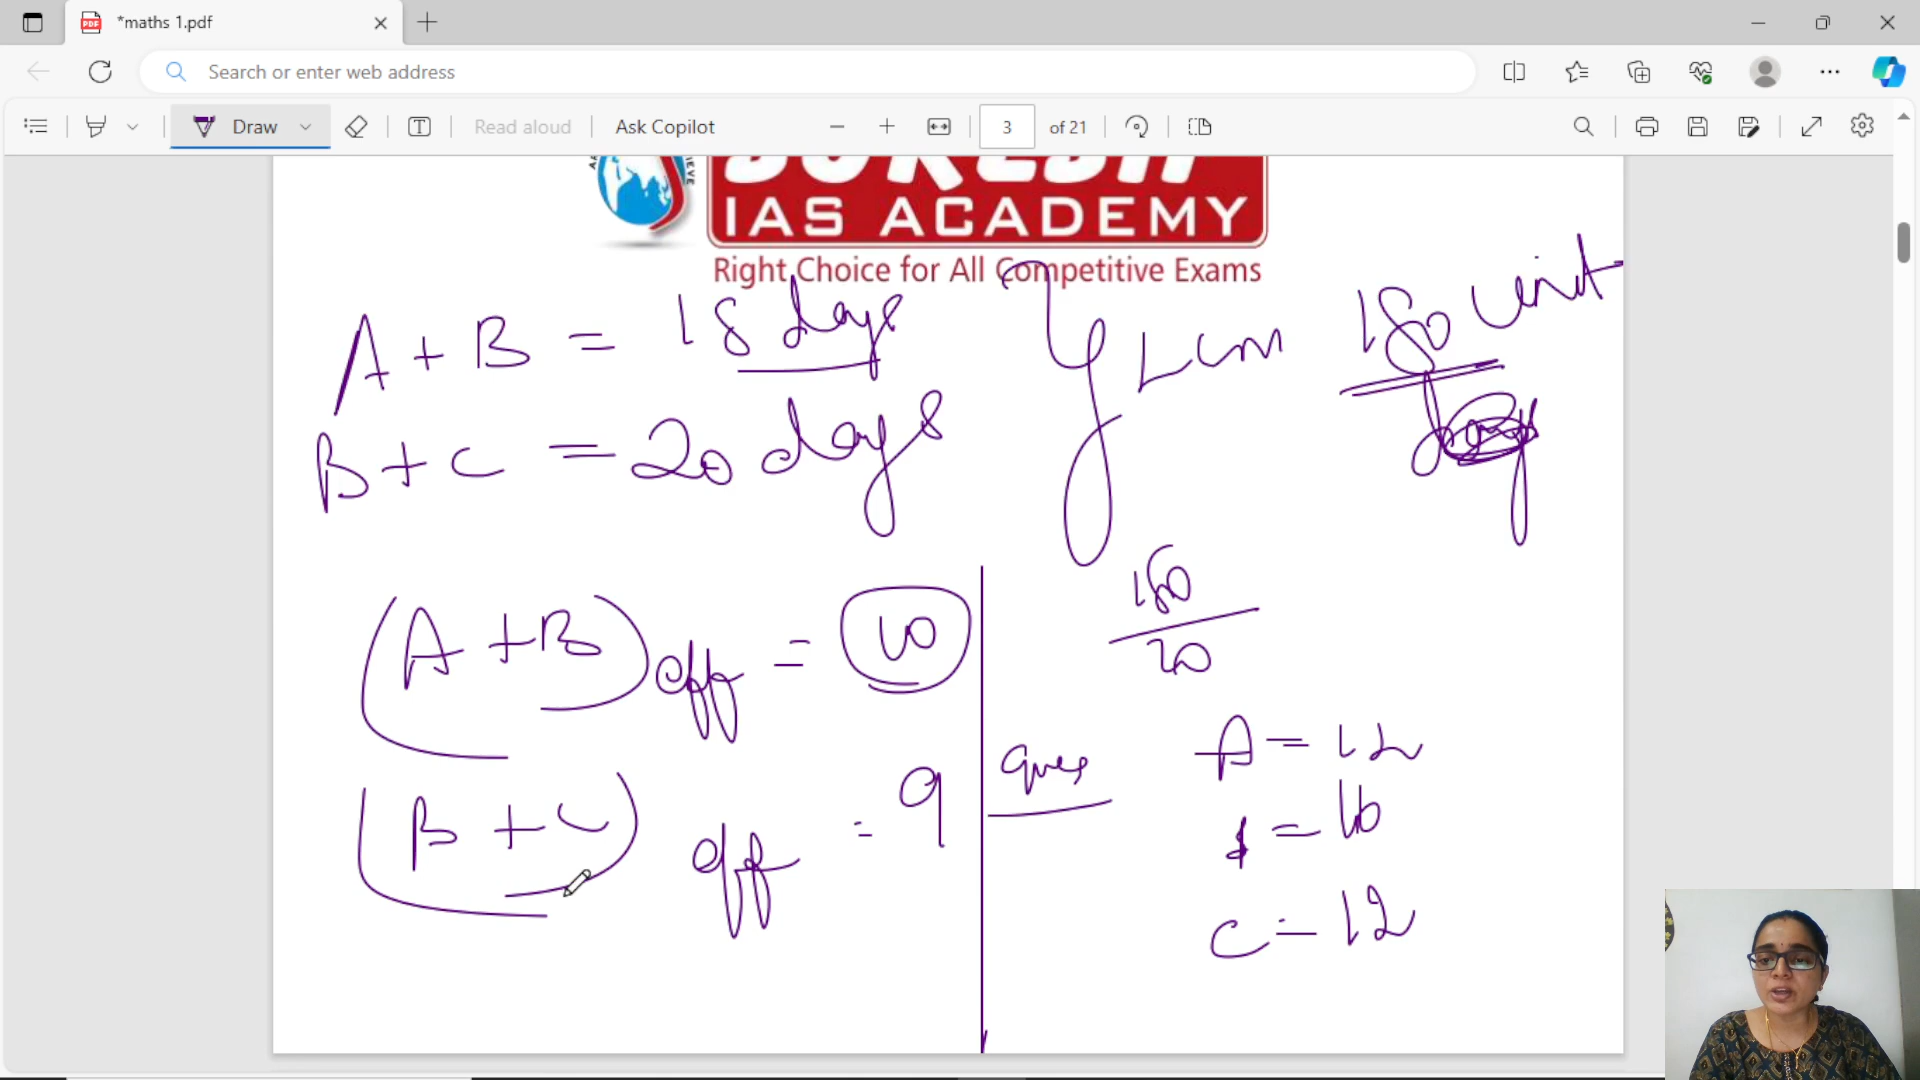 *maths 1.pdf
Search or enter web address
Draw
Read aloud
Ask Copilot
3
of 21
IAS ACADEMY
Right Choice for All Competitive Exams
A + B = 18 days
LCM 180 unit
B + C = 20 days
(A + B) eff = 10
180
20
(B + C) eff = 9
ques
A = 12
= 16
C = 12